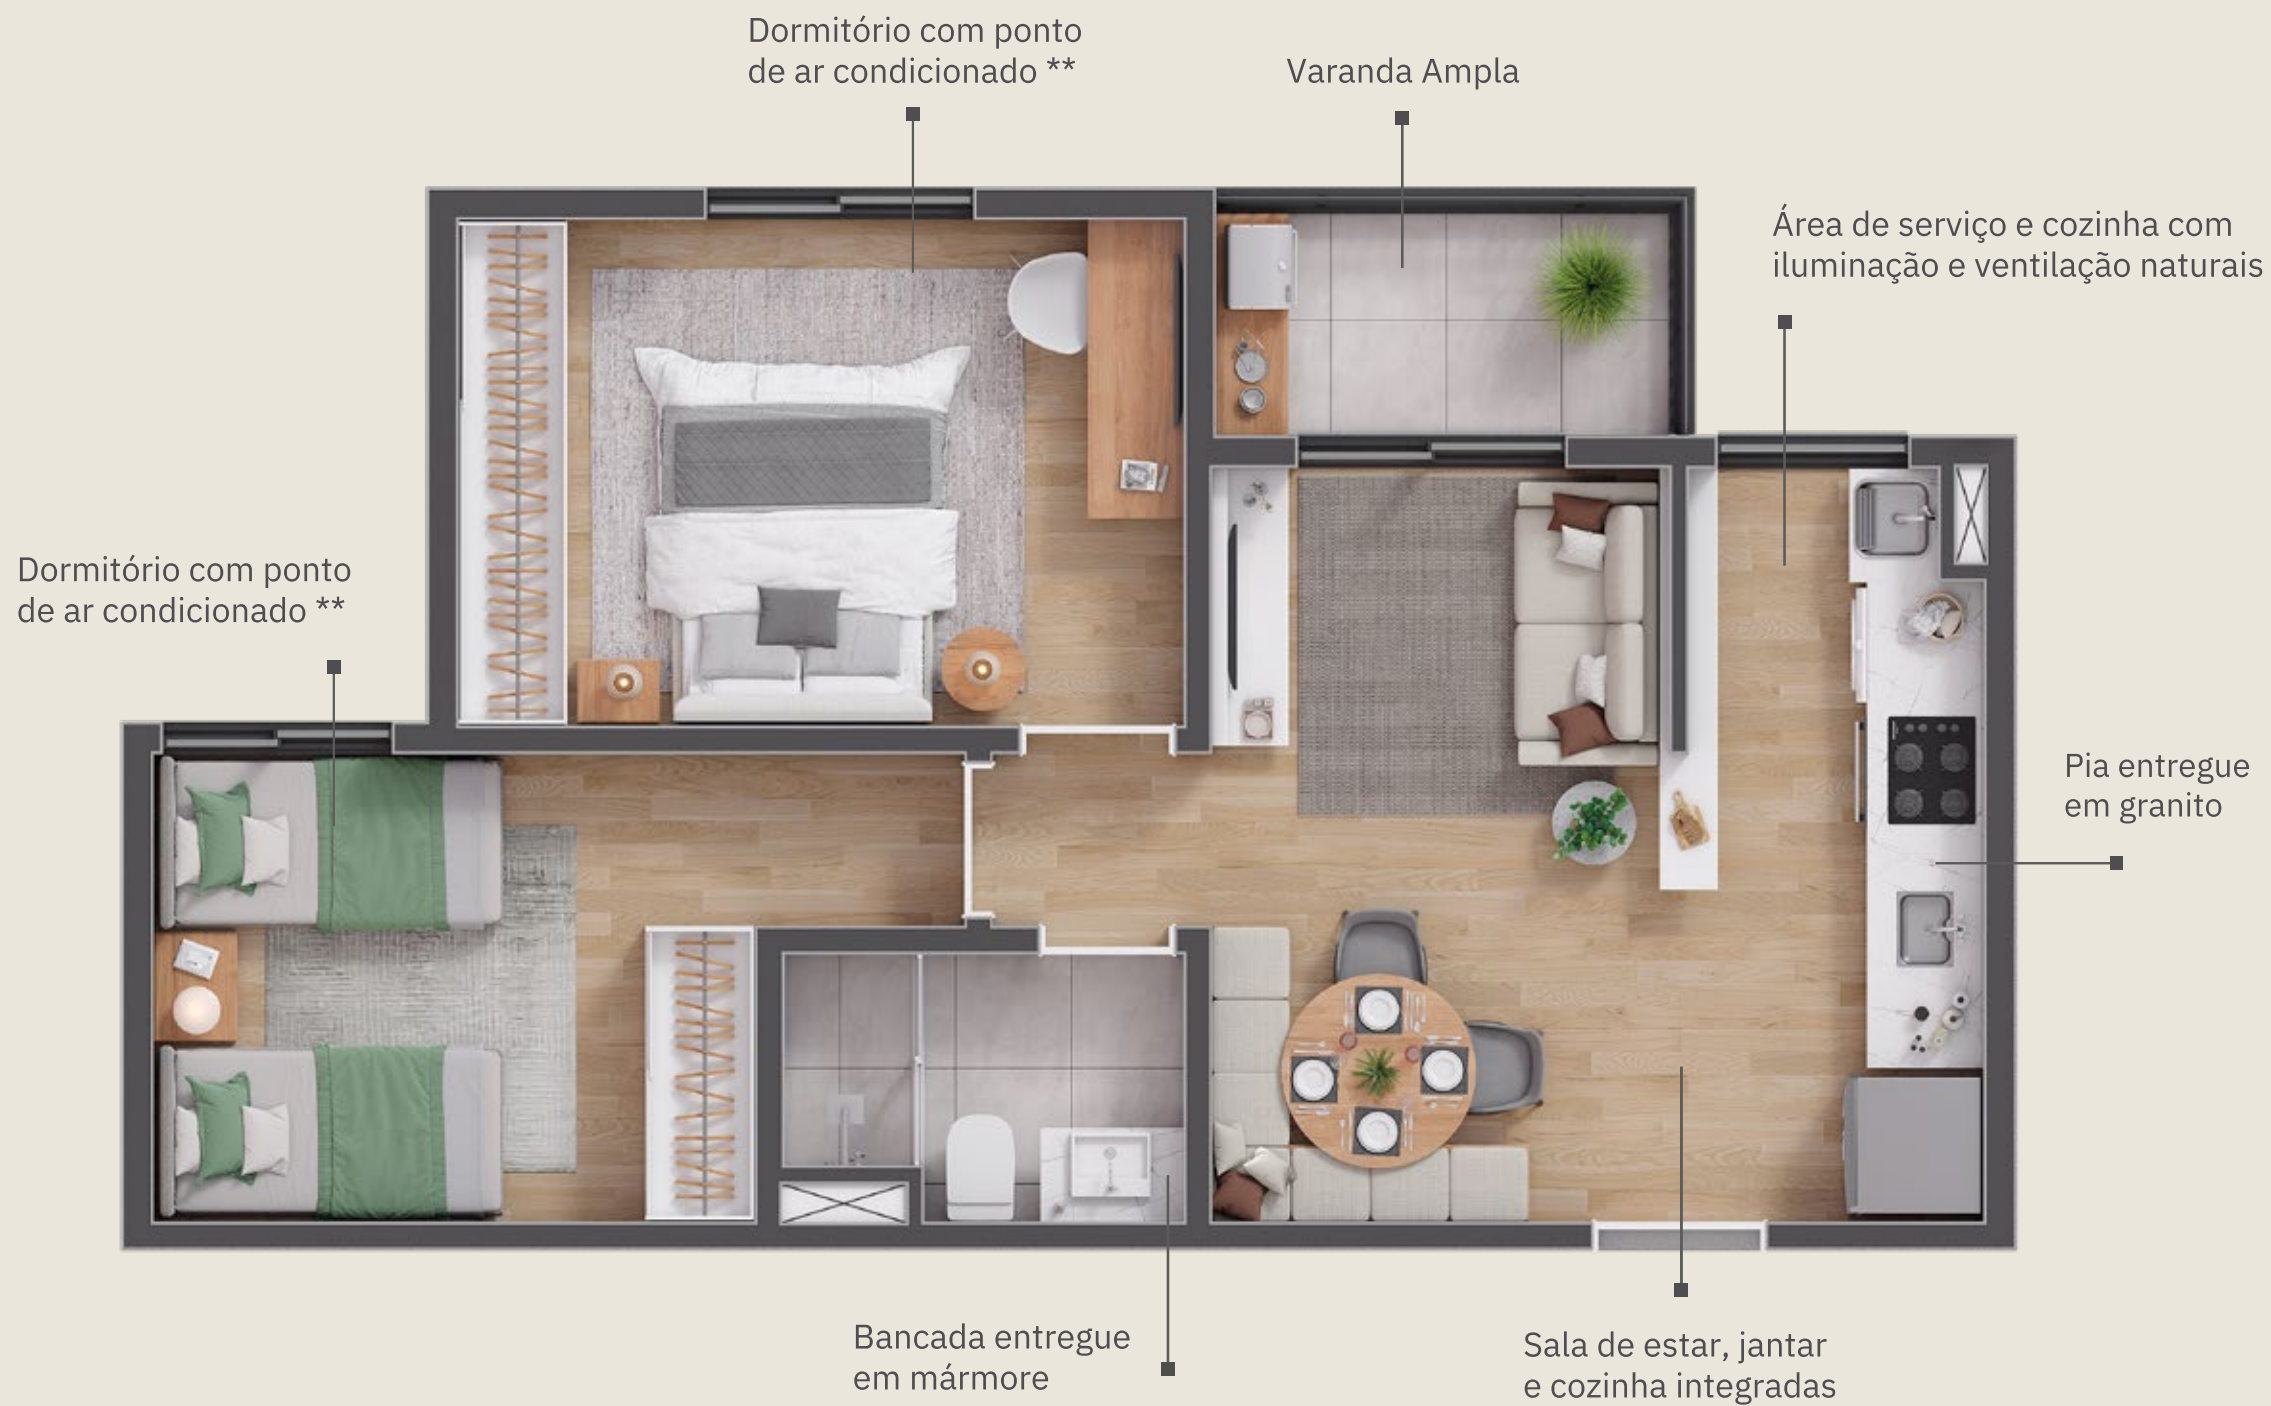 Dormitório com ponto
de ar condicionado **
Varanda Ampla
Área de serviço e cozinha com
iluminação e ventilação naturais
Dormitório com ponto
de ar condicionado **
Pia entregue
em granito
Bancada entregue
em mármore
Sala de estar, jantar
e cozinha integradas